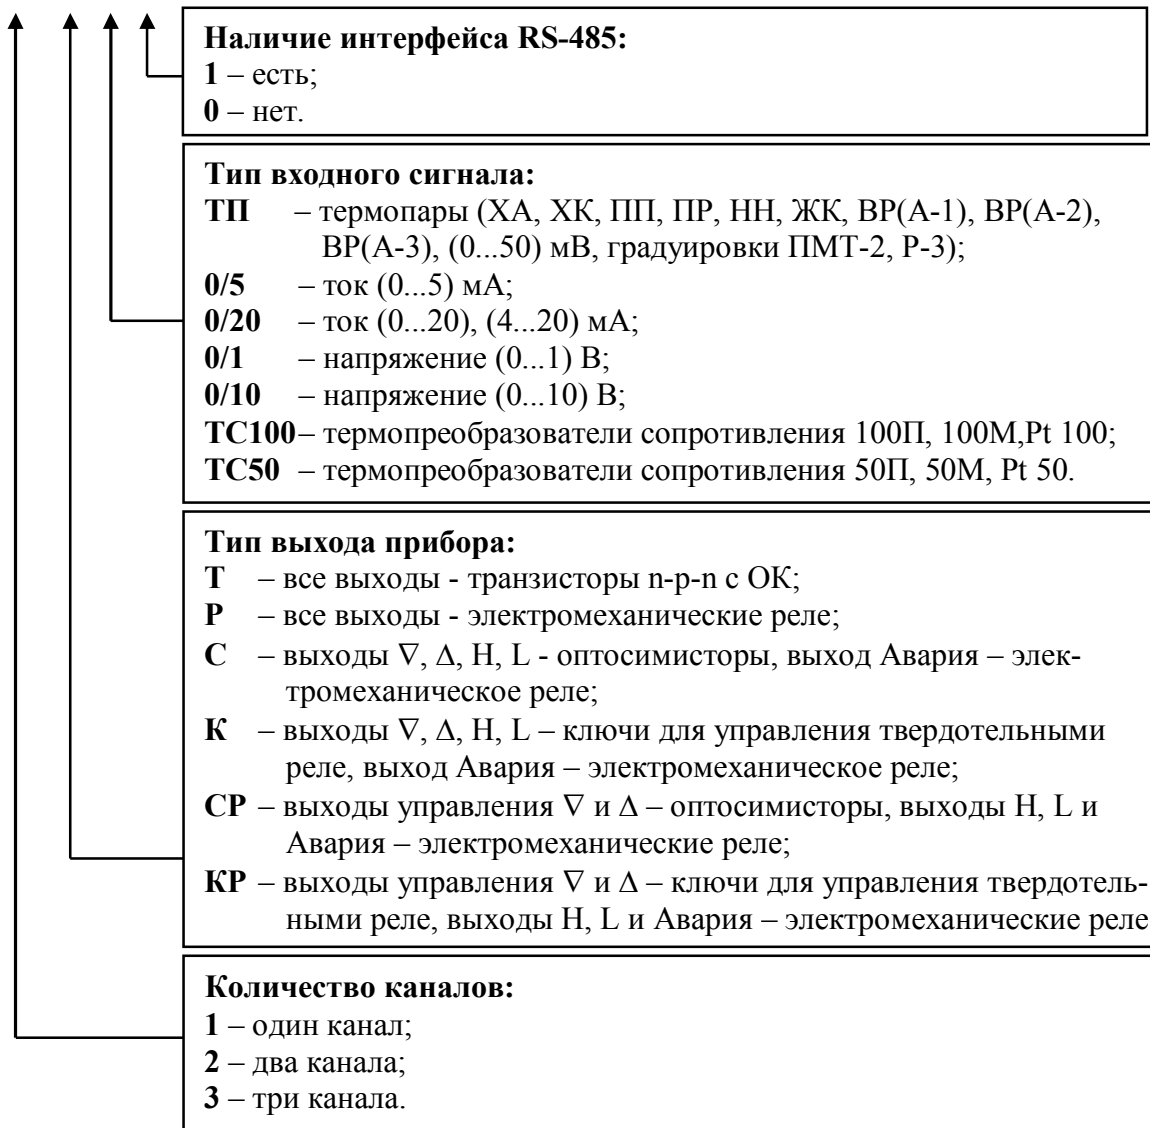 Наличие интерфейса RS-485:
1 – есть;
0 – нет.
Тип входного сигнала:
ТП – термопары (ХА, ХК, ПП, ПР, НН, ЖК, ВР(А-1), ВР(А-2),
ВР(А-3), (0...50) мВ, градуировки ПМТ-2, Р-3);
0/5 – ток (0...5) мА;
0/20 – ток (0...20), (4...20) мА;
0/1 – напряжение (0...1) В;
0/10 – напряжение (0...10) В;
ТС100– термопреобразователи сопротивления 100П, 100М,Pt 100;
ТС50 – термопреобразователи сопротивления 50П, 50М, Pt 50.
Тип выхода прибора:
Т – все выходы - транзисторы n-p-n с ОК;
Р – все выходы - электромеханические реле;
С – выходы ∇, Δ, H, L - оптосимисторы, выход Авария – элек-
тромеханическое реле;
К – выходы ∇, Δ, H, L – ключи для управления твердотельными
реле, выход Авария – электромеханическое реле;
СР – выходы управления ∇ и Δ – оптосимисторы, выходы H, L и
Авария – электромеханические реле;
КР – выходы управления ∇ и Δ – ключи для управления твердотель-
ными реле, выходы H, L и Авария – электромеханические реле
Количество каналов:
1 – один канал;
2 – два канала;
3 – три канала.